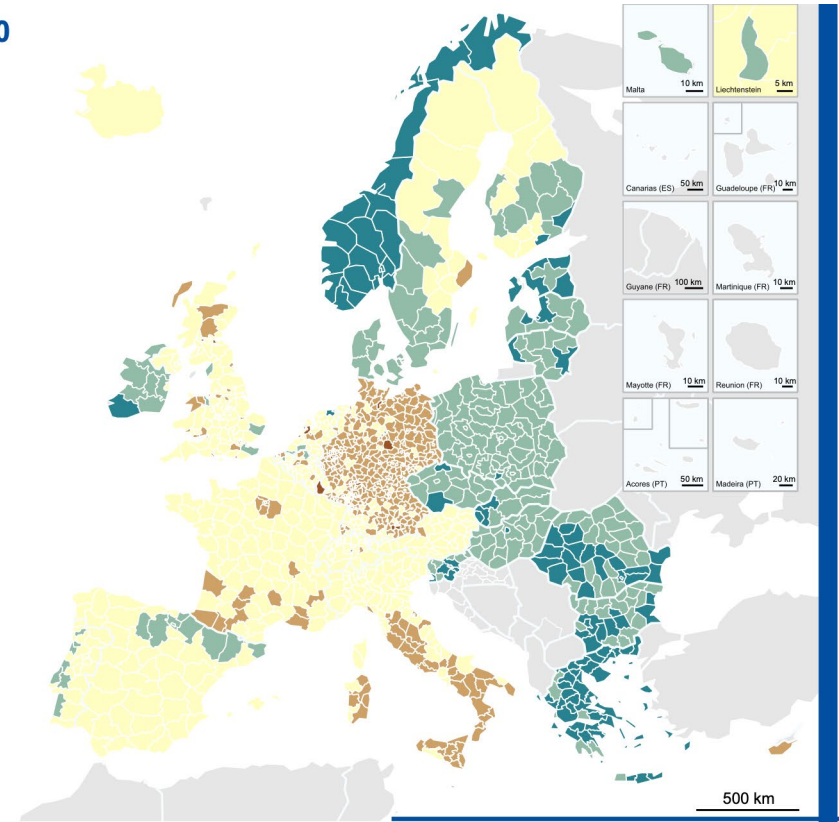 0
10 km
Malta
5 km
Liechtenstein
Canarias (ES) 50 km
Guadeloupe (FR) 10 km
Guyane (FR) 100 km
Martinique (FR) 10 km
Mayotte (FR) 10 km
Reunion (FR) 10 km
Acores (PT) 50 km
Madeira (PT) 20 km
500 km